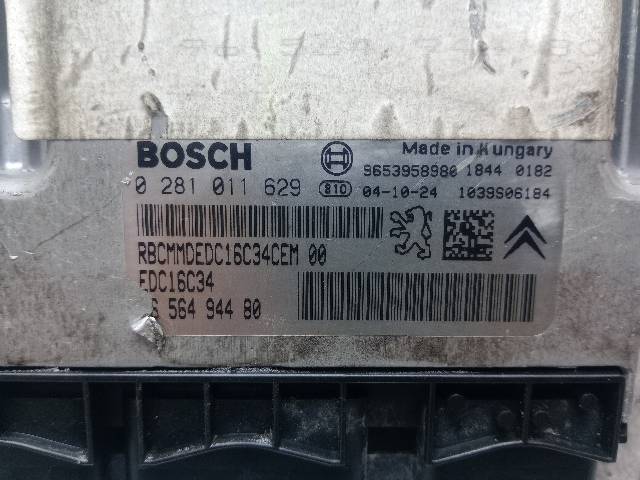 BOSCH
Made in Hungary
9653958980 1844 0182
0 281 011 629 810 04-10-24 1039S06184
RBCMMDEDC16C34CEM 00
EDC16C34
564 944 80